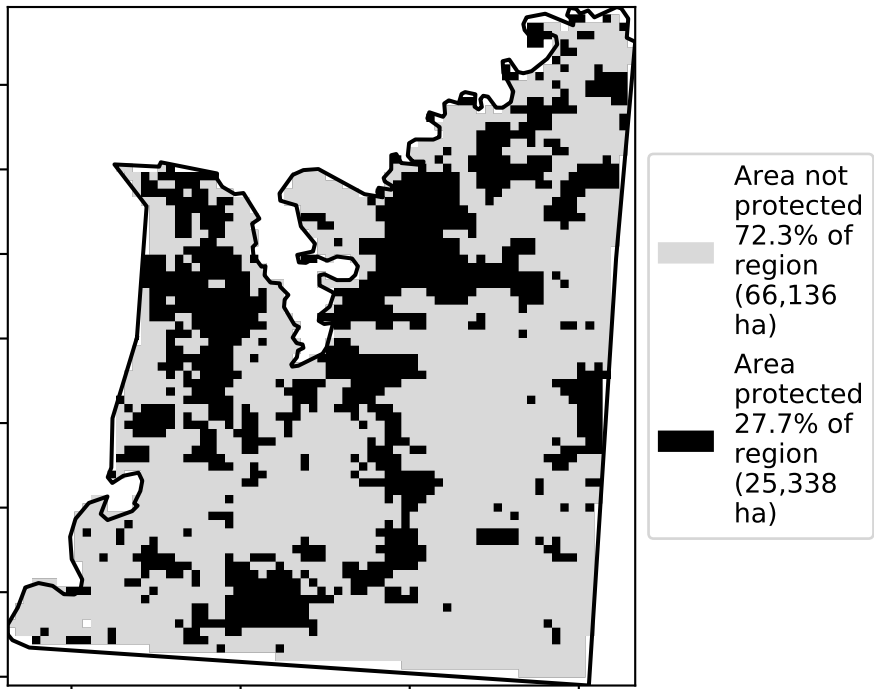 Area not
protected
72.3% of
region
(66,136
ha)
Area
protected
27.7% of
region
(25,338
ha)